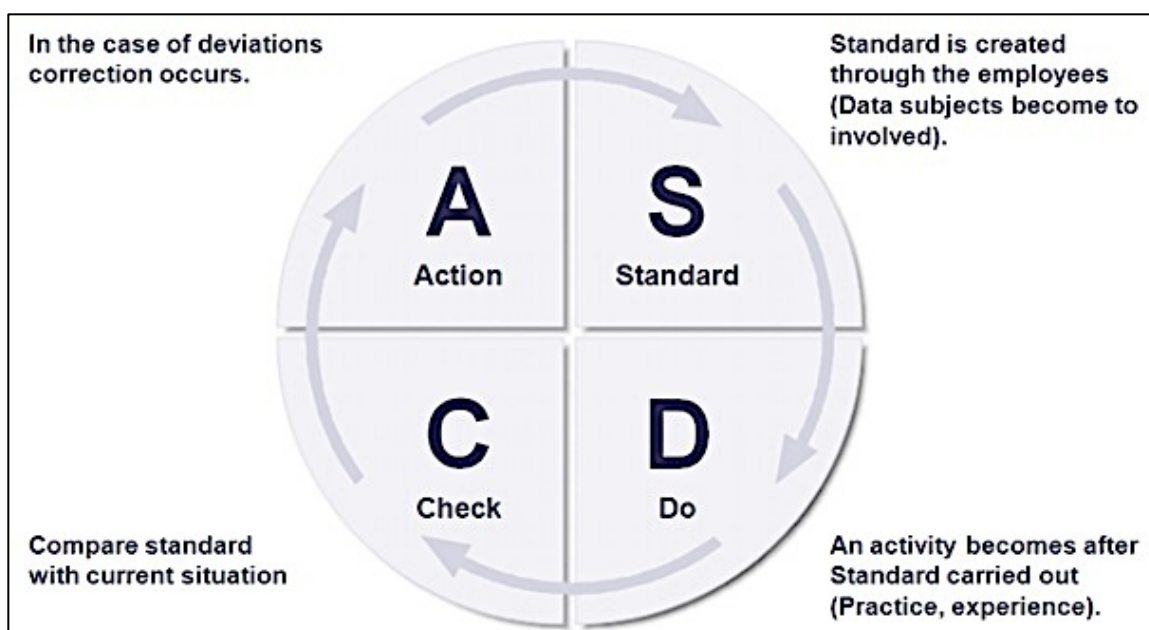 In the case of deviations
correction occurs.
Standard is created
through the employees
(Data subjects become to
involved).
A
Action
S
Standard
C
Check
D
Do
Compare standard
with current situation
An activity becomes after
Standard carried out
(Practice, experience).